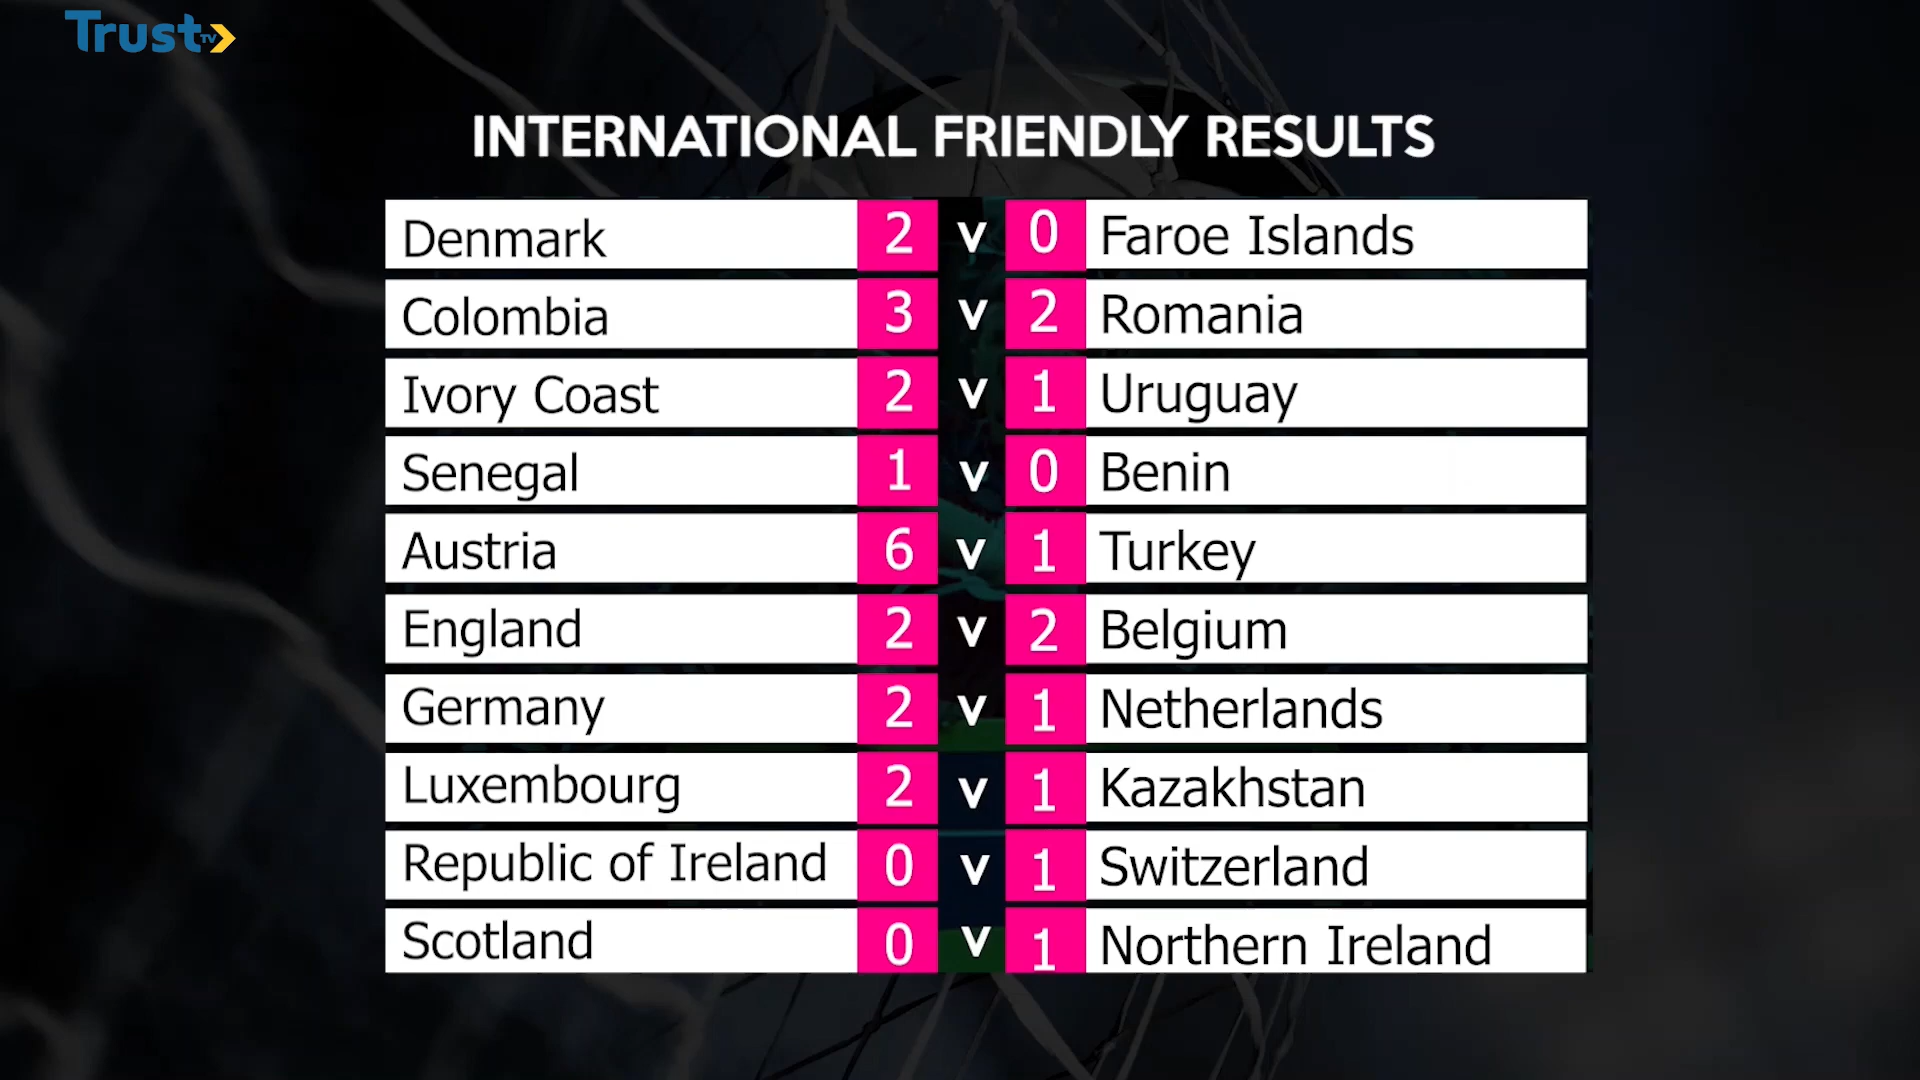 Trust TV
INTERNATIONAL FRIENDLY RESULTS
Denmark 2 v 0 Faroe Islands
Colombia 3 v 2 Romania
Ivory Coast 2 v 1 Uruguay
Senegal 1 v 0 Benin
Austria 6 v 1 Turkey
England 2 v 2 Belgium
Germany 2 v 1 Netherlands
Luxembourg 2 v 1 Kazakhstan
Republic of Ireland 0 v 1 Switzerland
Scotland 0 v 1 Northern Ireland